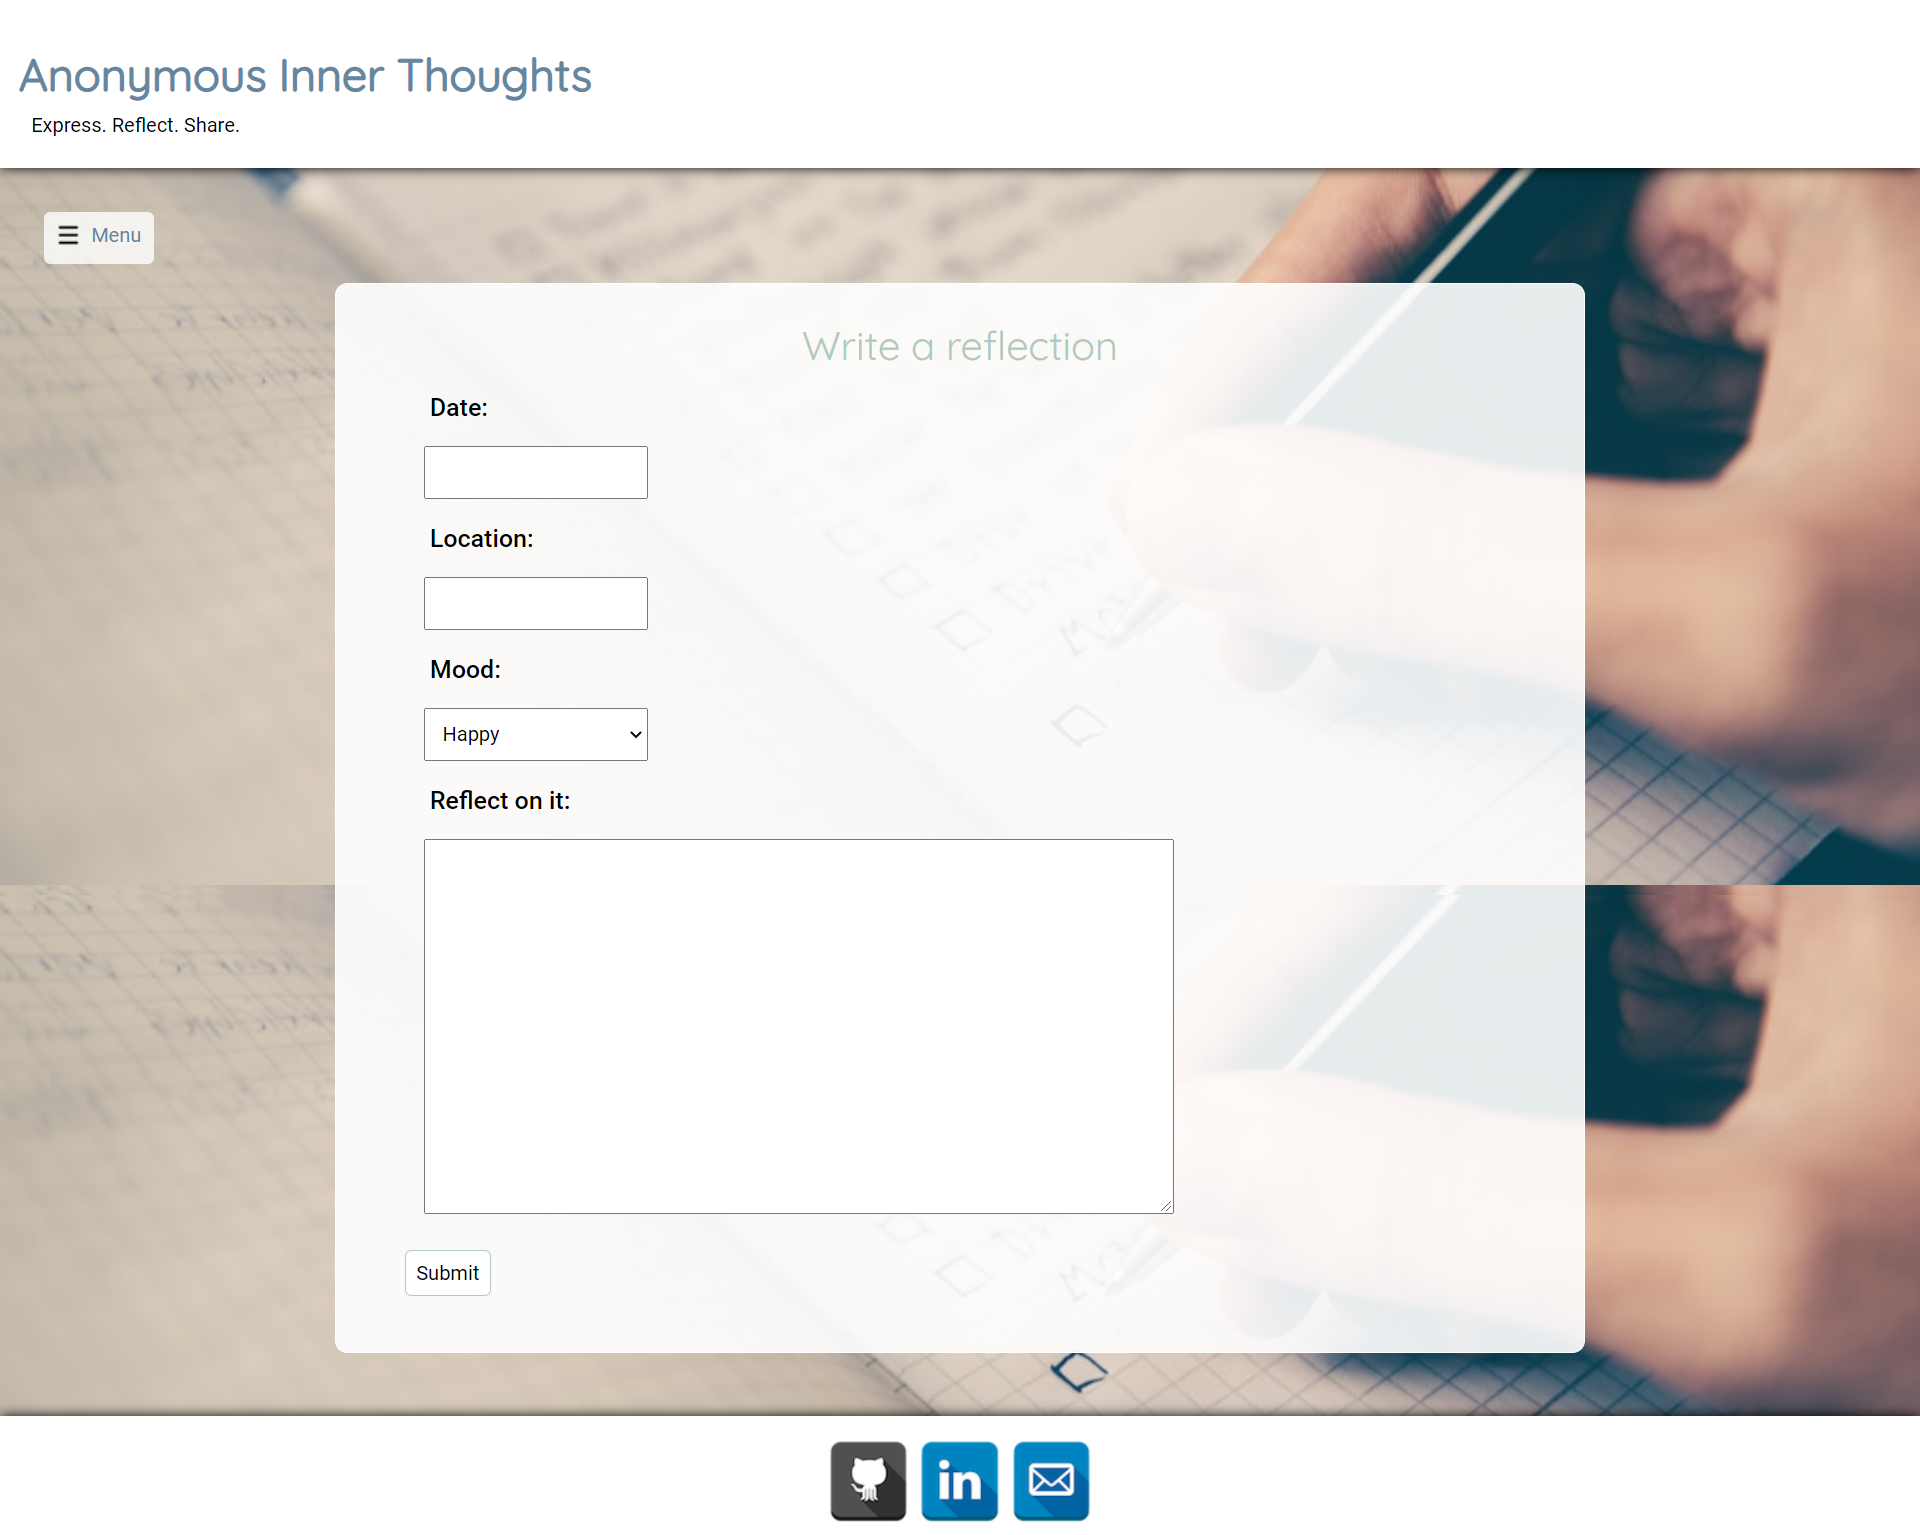 Anonymous Inner Thoughts
Express. Reflect. Share.
Menu
Write a reflection
Date:
Location:
Mood:
Happy
Reflect on it:
Submit
in